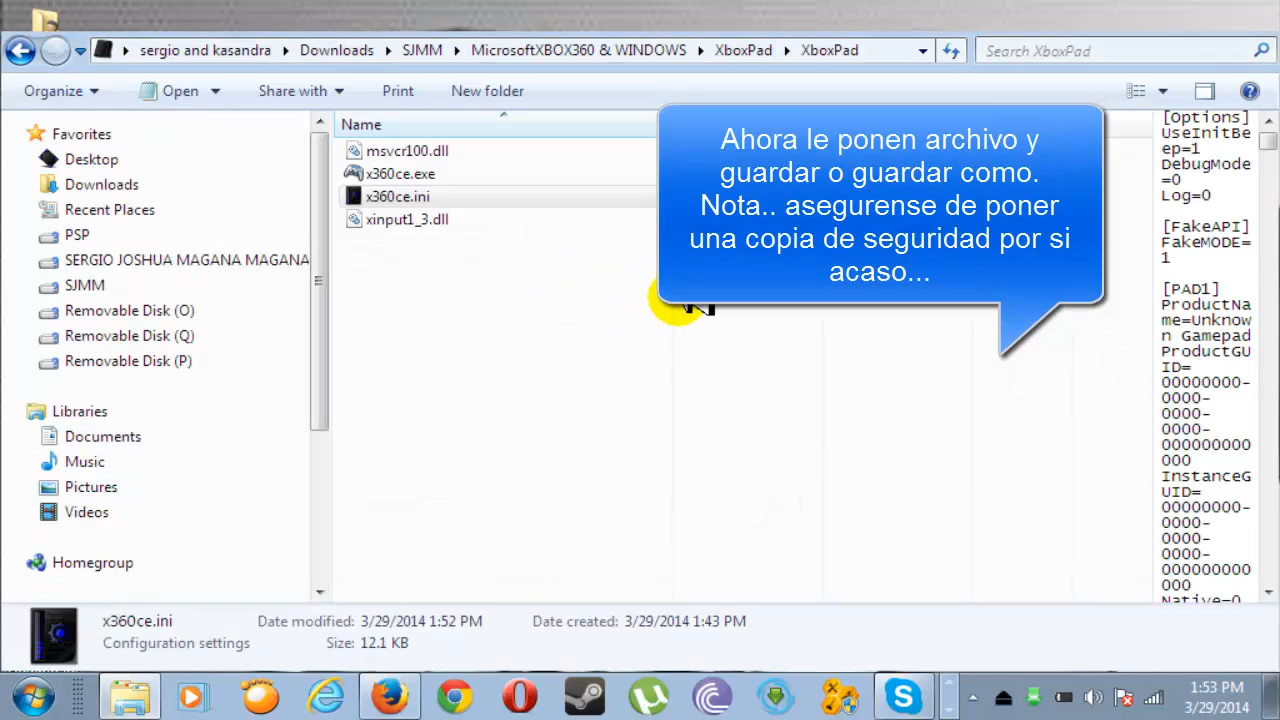 sergio and kasandra
Downloads
SJMM
MicrosoftXBOX360 & WINDOWS
XboxPad
XboxPad
Search XboxPad
Organize
Open
Share with
Print
New folder
Favorites
Desktop
Downloads
Recent Places
PSP
SERGIO JOSHUA MAGANA MAGANA
SJMM
Removable Disk (O)
Removable Disk (Q)
Removable Disk (P)
Libraries
Documents
Music
Pictures
Videos
Homegroup
Name
msvcr100.dll
x360ce.exe
x360ce.ini
xinput1_3.dll
Ahora le ponen archivo y
guardar o guardar como.
Nota.. asegurense de poner
una copia de seguridad por si
acaso...
[Options]
UseInitBe
ep=1
DebugMode
=0
Log=0
[FakeAPI]
FakeMODE=
1
[PAD1]
ProductNa
me=Unknow
n Gamepad
ProductGU
ID=
00000000-
0000-
0000-
0000-
000000000
000
InstanceG
UID=
00000000-
0000-
0000-
0000-
000000000
000
Native=0
x360ce.ini
Date modified: 3/29/2014 1:52 PM
Date created: 3/29/2014 1:43 PM
Configuration settings
Size: 12.1 KB
1:53 PM
3/29/2014